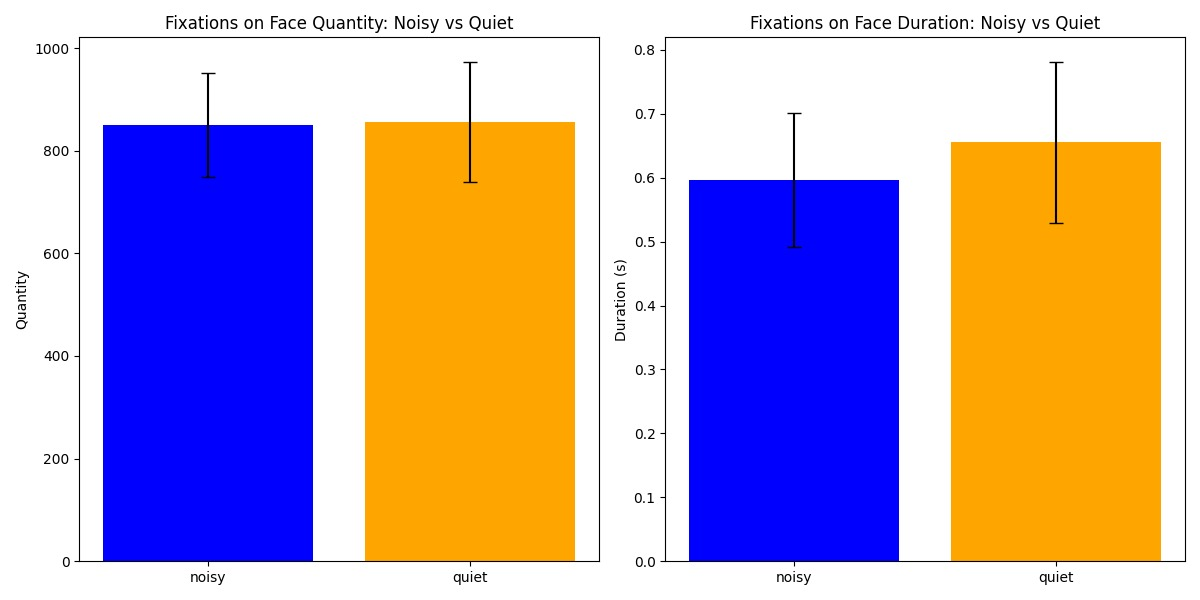 Fixations on Face Quantity: Noisy vs Quiet
Quantity
1000
800
600
400
200
0
noisy quiet
Fixations on Face Duration: Noisy vs Quiet
Duration (s)
0.8
0.7
0.6
0.5
0.4
0.3
0.2
0.1
0.0
noisy quiet